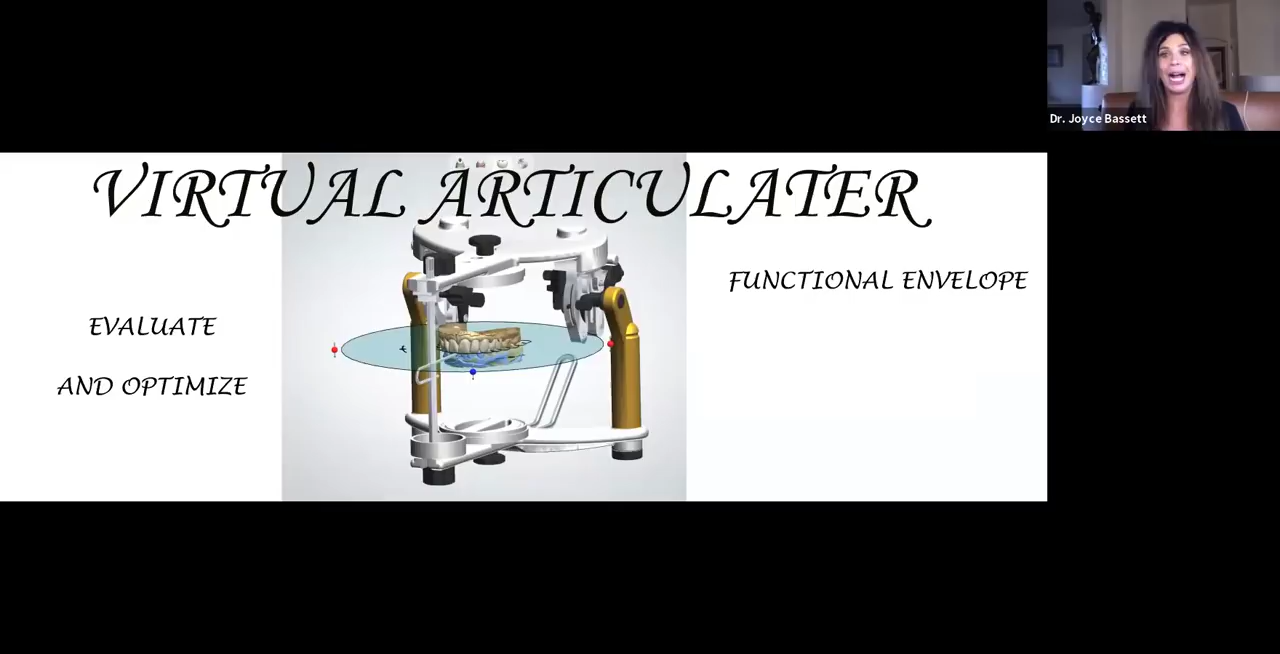 Dr. Joyce Bassett
VIRTUAL ARTICULATER
FUNCTIONAL ENVELOPE
EVALUATE
AND OPTIMIZE